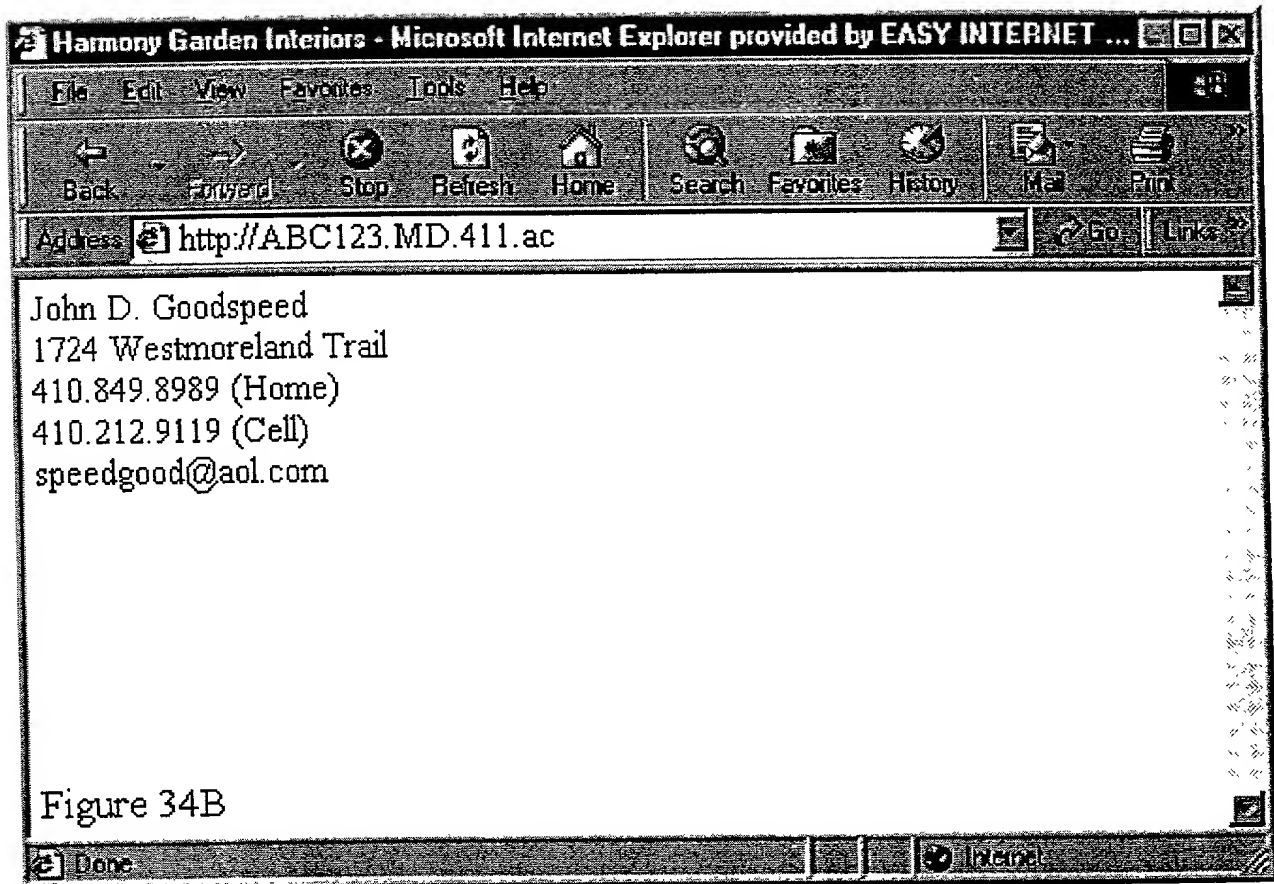 Harmony Garden Interiors - Microsoft Internet Explorer provided by EASY INTERNET ...
File Edit View Favorites Tools Help
Back Forward Stop Refresh Home Search Favorites History Mail Print »
Address http://ABC123.MD.411.ac Go Links »
John D. Goodspeed
1724 Westmoreland Trail
410.849.8989 (Home)
410.212.9119 (Cell)
speedgood@aol.com
Figure 34B
Done Internet